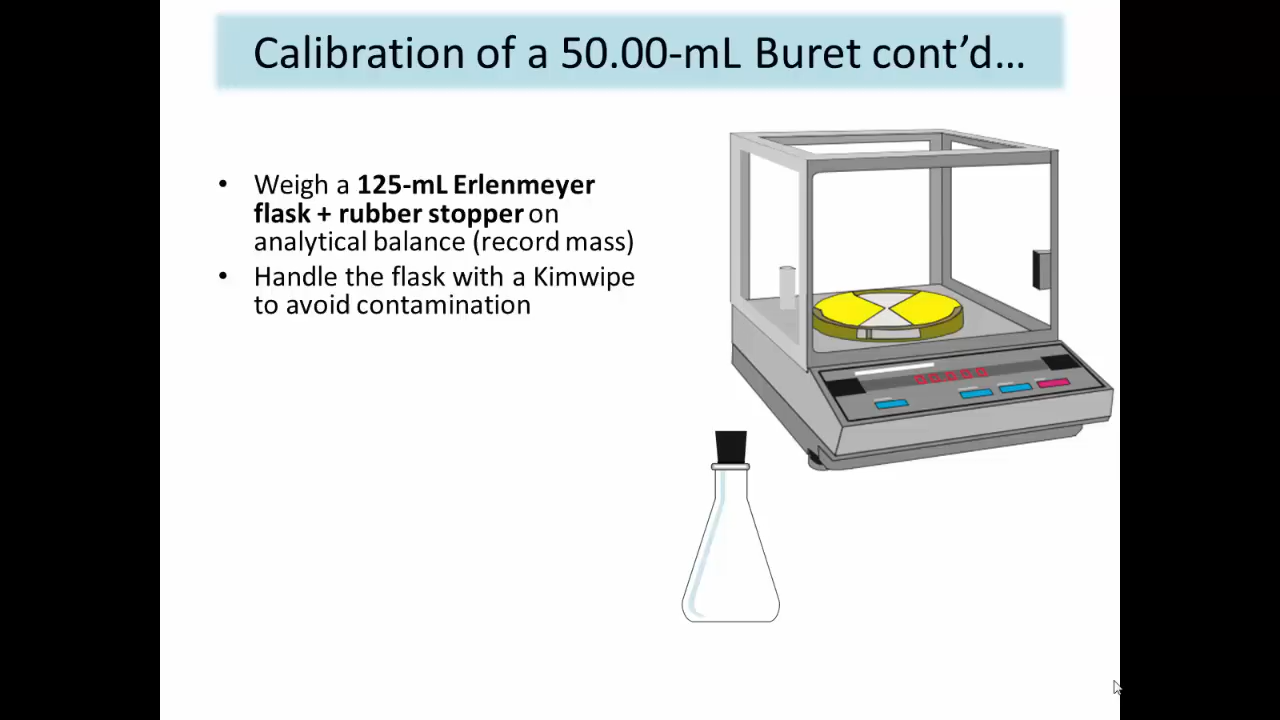 Calibration of a 50.00-mL Buret cont’d…
• Weigh a 125-mL Erlenmeyer
flask + rubber stopper on
analytical balance (record mass)
• Handle the flask with a Kimwipe
to avoid contamination